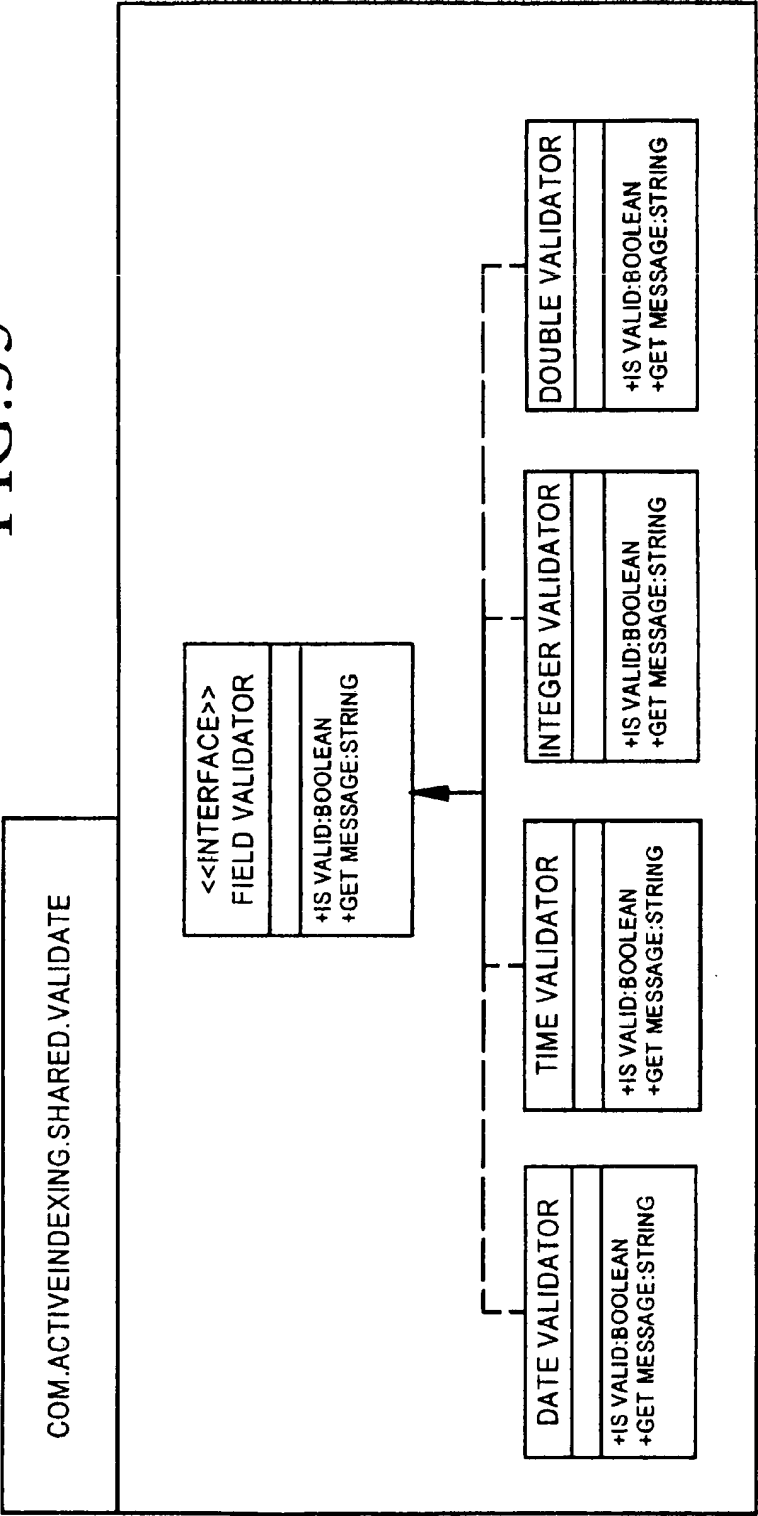 COM.ACTIVEINDEXING.SHARED.VALIDATE
<<INTERFACE>>
FIELD VALIDATOR
+IS VALID:BOOLEAN
+GET MESSAGE:STRING
DATE VALIDATOR
+IS VALID:BOOLEAN
+GET MESSAGE:STRING
TIME VALIDATOR
+IS VALID:BOOLEAN
+GET MESSAGE:STRING
INTEGER VALIDATOR
+IS VALID:BOOLEAN
+GET MESSAGE:STRING
DOUBLE VALIDATOR
+IS VALID:BOOLEAN
+GET MESSAGE:STRING